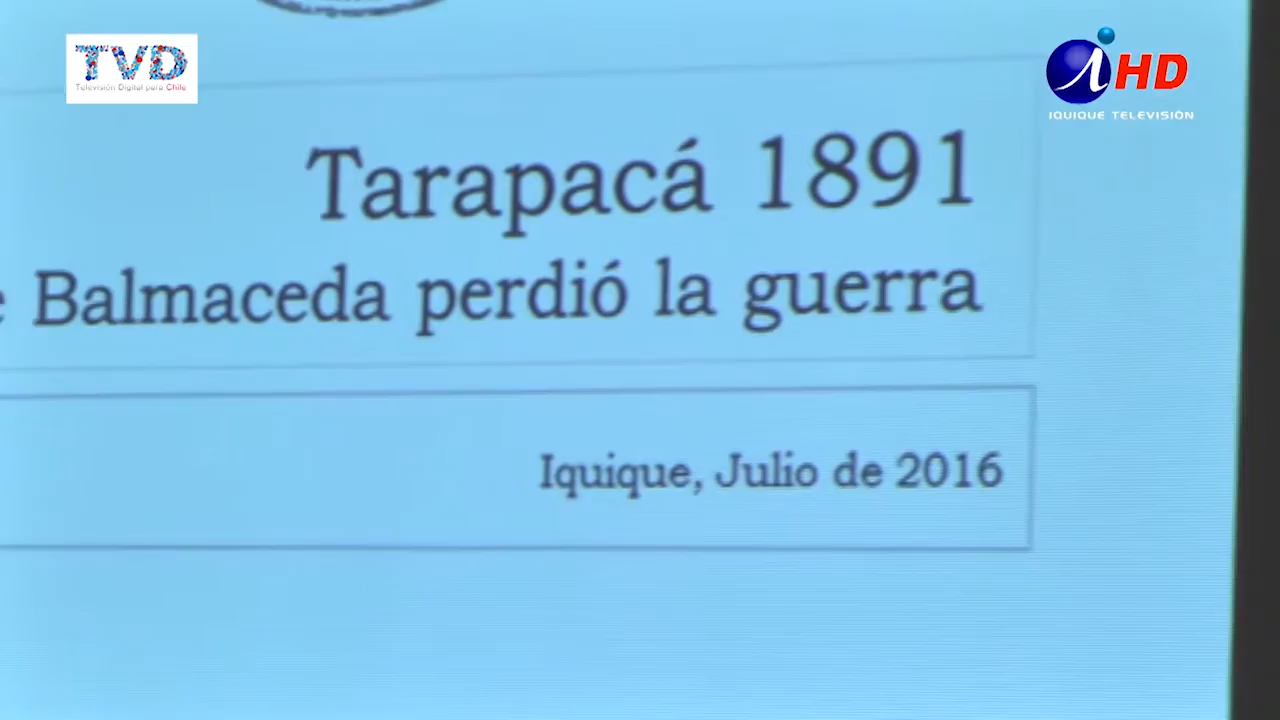 TVD
Televisión Digital para Chile
HD
IQUIQUE TELEVISIÓN
Tarapacá 1891
Balmaceda perdió la guerra
Iquique, Julio de 2016